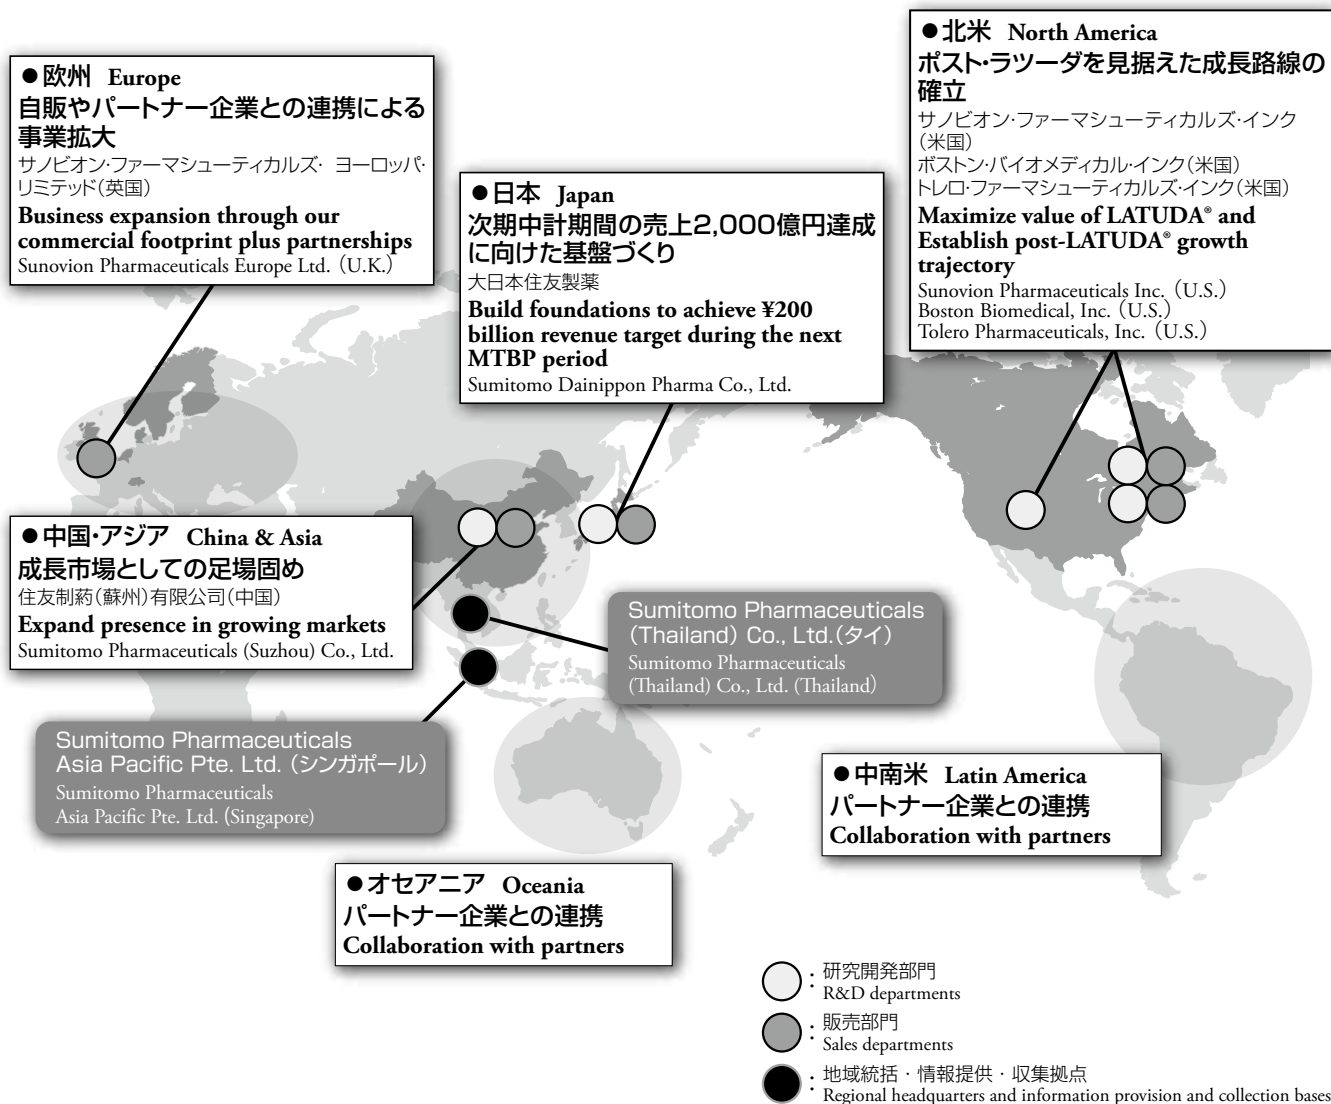 ●欧州 Europe
自販やパートナー企業との連携による
事業拡大
サノビオン・ファーマシューティカルズ・ ヨーロッパ・
リミテッド(英国)
Business expansion through our
commercial footprint plus partnerships
Sunovion Pharmaceuticals Europe Ltd. (U.K.)
●日本 Japan
次期中計期間の売上2,000億円達成
に向けた基盤づくり
大日本住友製薬
Build foundations to achieve ¥200
billion revenue target during the next
MTBP period
Sumitomo Dainippon Pharma Co., Ltd.
●北米 North America
ポスト・ラツーダを見据えた成長路線の
確立
サノビオン・ファーマシューティカルズ・インク
(米国)
ボストン・バイオメディカル・インク(米国)
トレロ・ファーマシューティカルズ・インク(米国)
Maximize value of LATUDA® and
Establish post-LATUDA® growth
trajectory
Sunovion Pharmaceuticals Inc. (U.S.)
Boston Biomedical, Inc. (U.S.)
Tolero Pharmaceuticals, Inc. (U.S.)
●中国・アジア China & Asia
成長市場としての足場固め
住友制葯(蘇州)有限公司(中国)
Expand presence in growing markets
Sumitomo Pharmaceuticals (Suzhou) Co., Ltd.
Sumitomo Pharmaceuticals
(Thailand) Co., Ltd.(タイ)
Sumitomo Pharmaceuticals
(Thailand) Co., Ltd. (Thailand)
Sumitomo Pharmaceuticals
Asia Pacific Pte. Ltd. (シンガポール)
Sumitomo Pharmaceuticals
Asia Pacific Pte. Ltd. (Singapore)
●中南米 Latin America
パートナー企業との連携
Collaboration with partners
●オセアニア Oceania
パートナー企業との連携
Collaboration with partners
: 研究開発部門
R&D departments
: 販売部門
Sales departments
: 地域統括・情報提供・収集拠点
Regional headquarters and information provision and collection bases